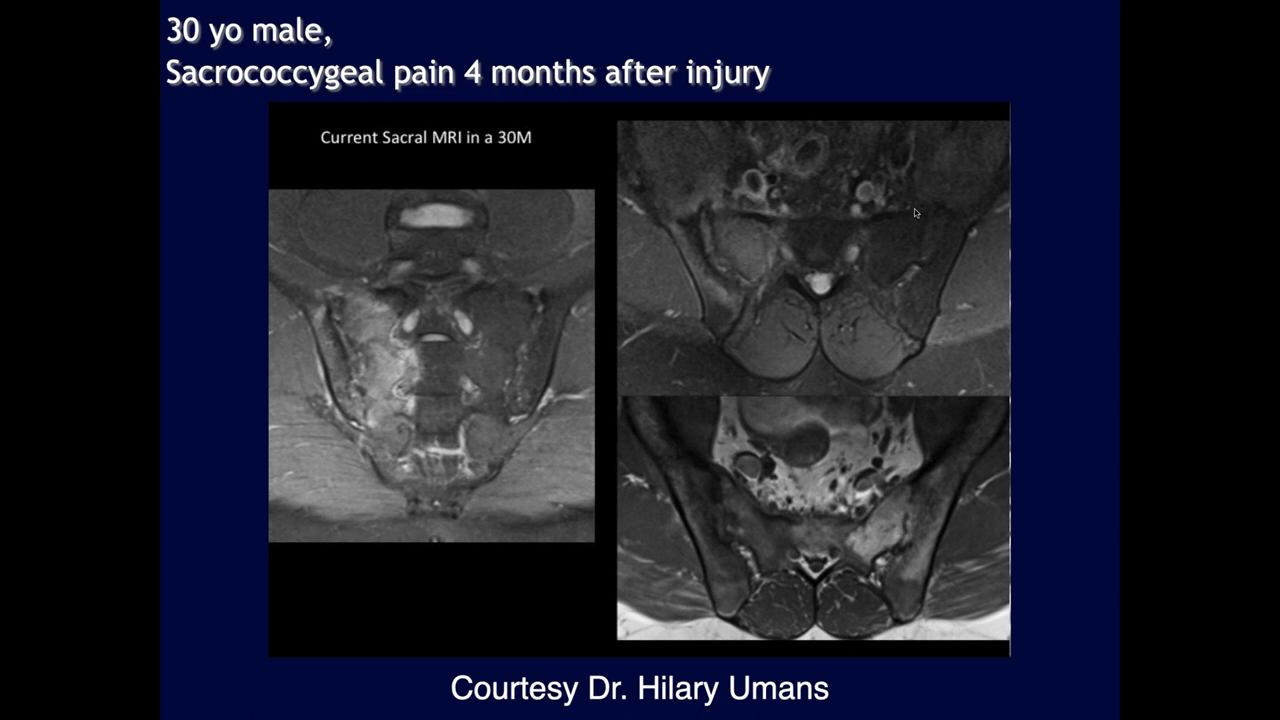 30 yo male,
Sacrococcygeal pain 4 months after injury
Current Sacral MRI in a 30M
Courtesy Dr. Hilary Umans